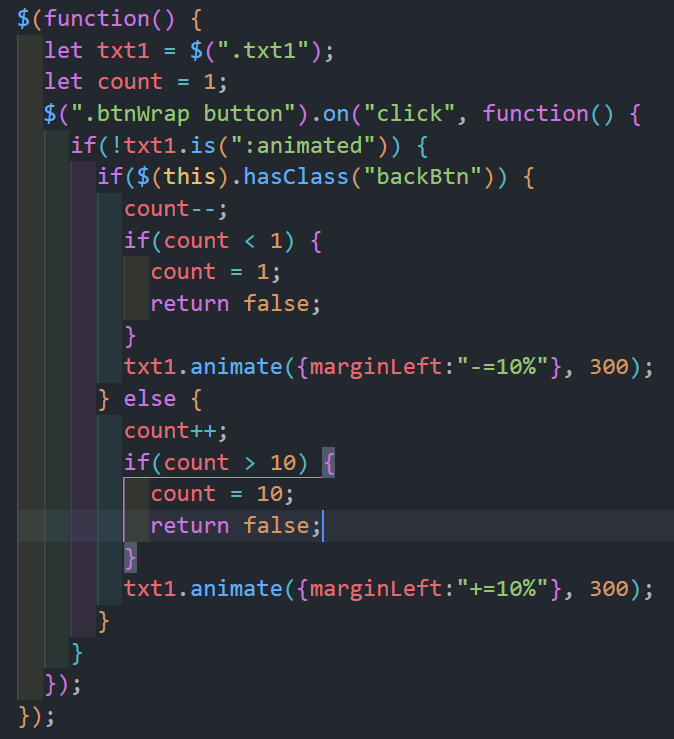 $(function() {
  let txt1 = $(".txt1");
  let count = 1;
  $(".btnWrap button").on("click", function() {
    if(!txt1.is(":animated")) {
      if($(this).hasClass("backBtn")) {
        count--;
        if(count < 1) {
          count = 1;
          return false;
        }
        txt1.animate({marginLeft:"-=10%"}, 300);
      } else {
        count++;
        if(count > 10) {
          count = 10;
          return false;
        }
        txt1.animate({marginLeft:"+=10%"}, 300);
      }
    }
  });
});